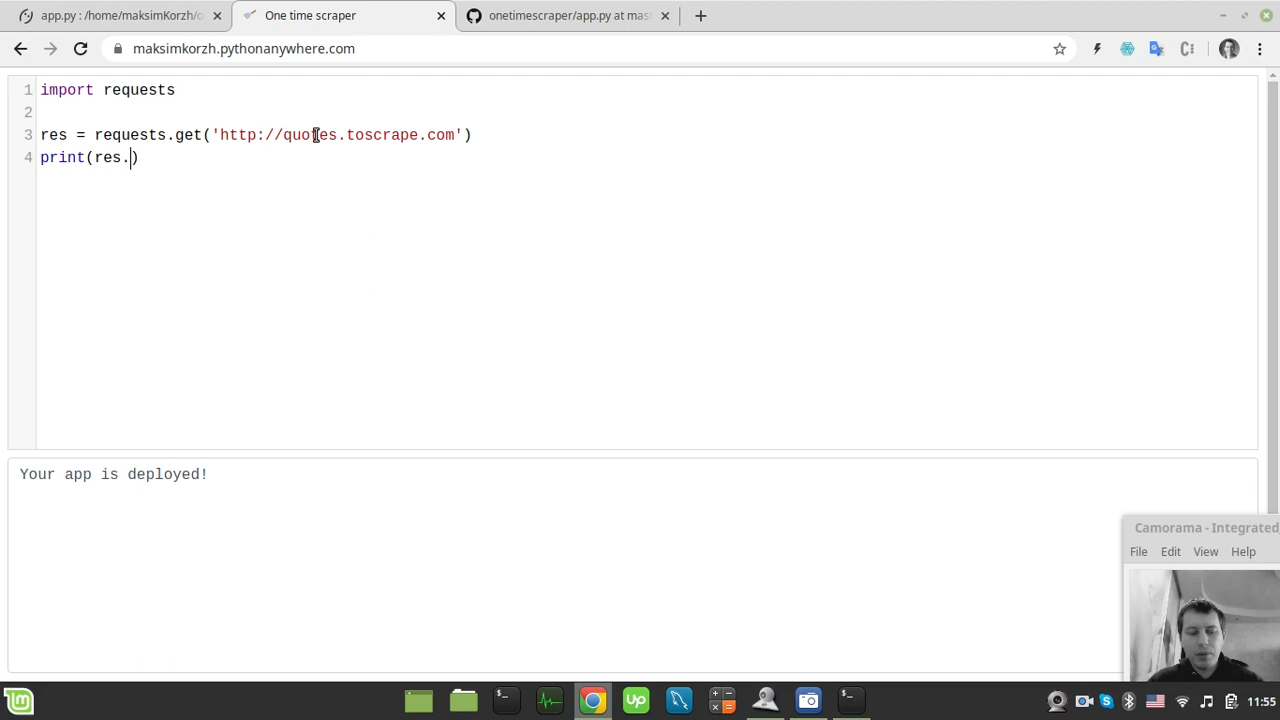 app.py : /home/maksimKorzh/o
One time scraper
onetimescraper/app.py at mas
maksimkorzh.pythonanywhere.com
1 import requests
2
3 res = requests.get('http://quotes.toscrape.com')
4 print(res.)
Your app is deployed!
Camorama - Integrated
File Edit View Help
up
11:55